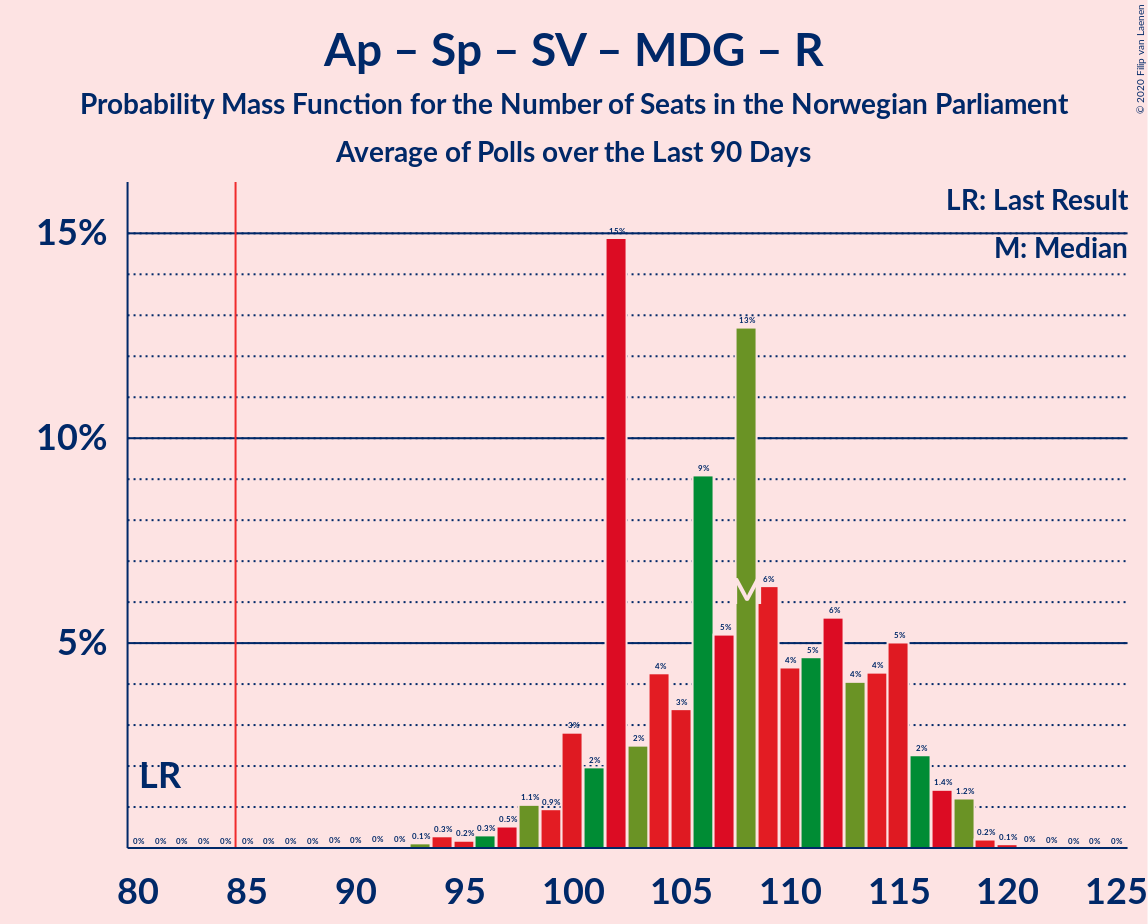 © 2020 Filip van Laenen
Ap – Sp – SV – MDG – R
Probability Mass Function for the Number of Seats in the Norwegian Parliament
Average of Polls over the Last 90 Days
LR: Last Result
M: Median
15%
10%
5%
LR
M
0% 0% 0% 0% 0% 0% 0% 0% 0% 0% 0% 0% 0% 0.1% 0.3% 0.2% 0.3% 0.5% 1.1% 0.9% 3% 2% 15% 2% 4% 3% 9% 5% 13% 6% 4% 5% 6% 4% 4% 5% 2% 1.4% 1.2% 0.2% 0.1% 0% 0% 0% 0% 0%
80 85 90 95 100 105 110 115 120 125